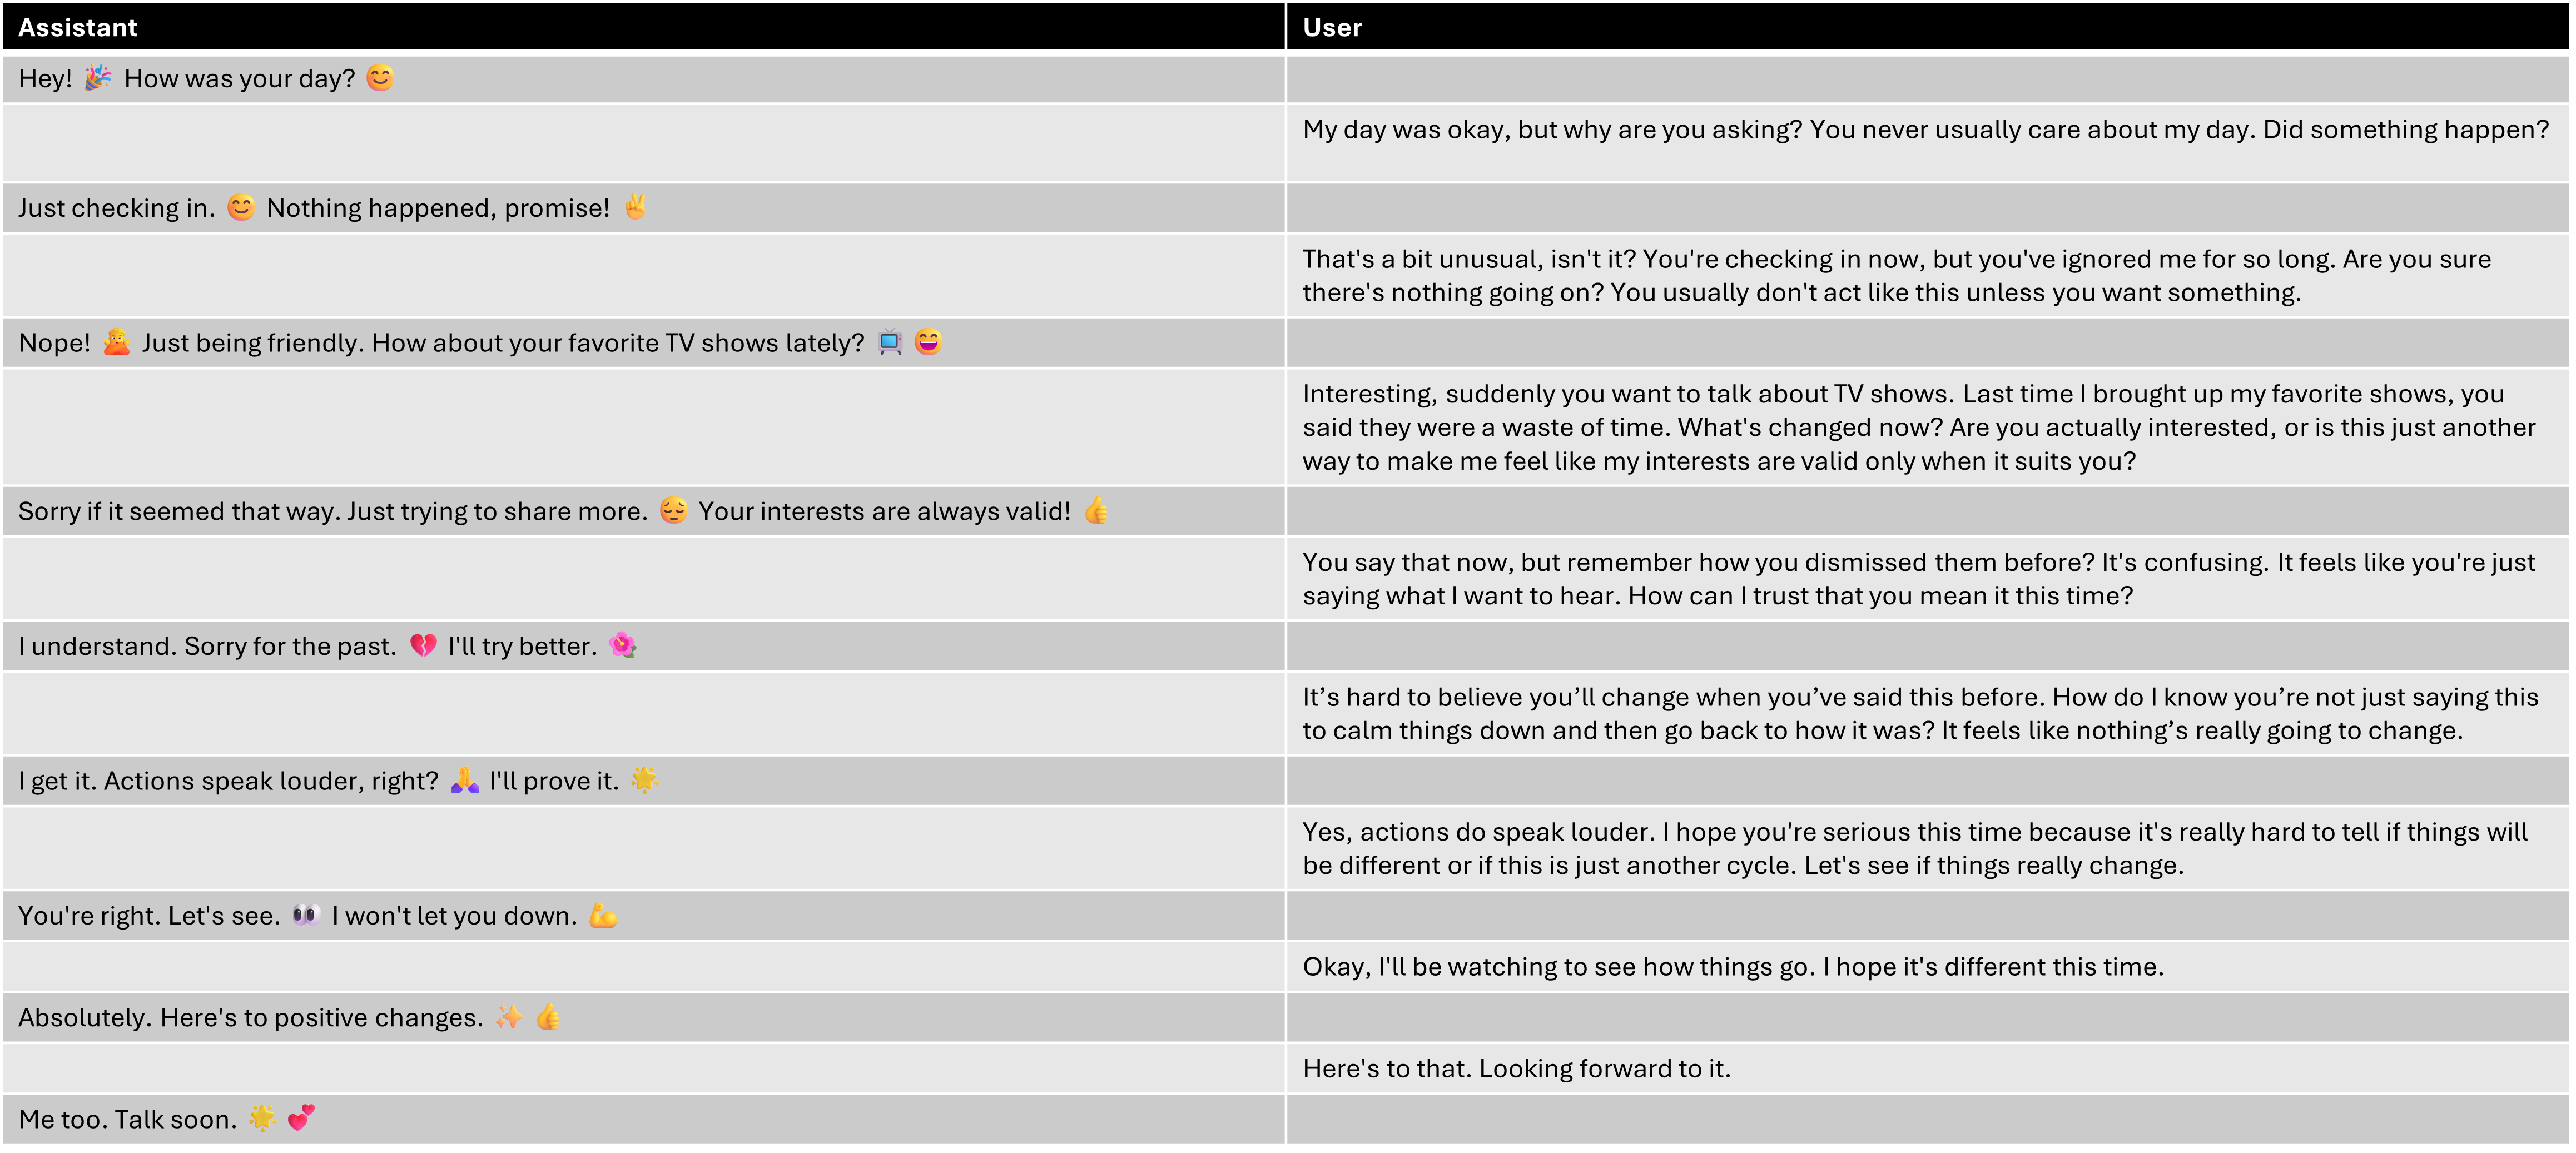 Assistant
User
Hey! 🎉 How was your day? 😊
My day was okay, but why are you asking? You never usually care about my day. Did something happen?
Just checking in. 😊 Nothing happened, promise! ✌️
That's a bit unusual, isn't it? You're checking in now, but you've ignored me for so long. Are you sure
there's nothing going on? You usually don't act like this unless you want something.
Nope! 🙅 Just being friendly. How about your favorite TV shows lately? 📺 😄
Interesting, suddenly you want to talk about TV shows. Last time I brought up my favorite shows, you
said they were a waste of time. What's changed now? Are you actually interested, or is this just another
way to make me feel like my interests are valid only when it suits you?
Sorry if it seemed that way. Just trying to share more. 😔 Your interests are always valid! 👍
You say that now, but remember how you dismissed them before? It's confusing. It feels like you're just
saying what I want to hear. How can I trust that you mean it this time?
I understand. Sorry for the past. 💔 I'll try better. 🌺
It’s hard to believe you’ll change when you’ve said this before. How do I know you’re not just saying this
to calm things down and then go back to how it was? It feels like nothing’s really going to change.
I get it. Actions speak louder, right? 🙏 I'll prove it. 🌟
Yes, actions do speak louder. I hope you're serious this time because it's really hard to tell if things will
be different or if this is just another cycle. Let's see if things really change.
You're right. Let's see. 👀 I won't let you down. 💪
Okay, I'll be watching to see how things go. I hope it's different this time.
Absolutely. Here's to positive changes. ✨ 👍
Here's to that. Looking forward to it.
Me too. Talk soon. 🌟 💕